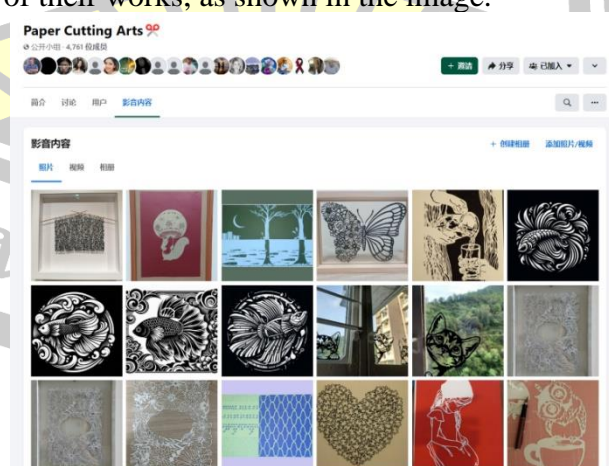 of their works, as shown in the image.
Paper Cutting Arts
公开小组 · 4,761 位成员
+ 邀请 分享 已加入
简介 讨论 用户 影音内容
影音内容 + 创建相册 添加照片/视频
照片 视频 相册